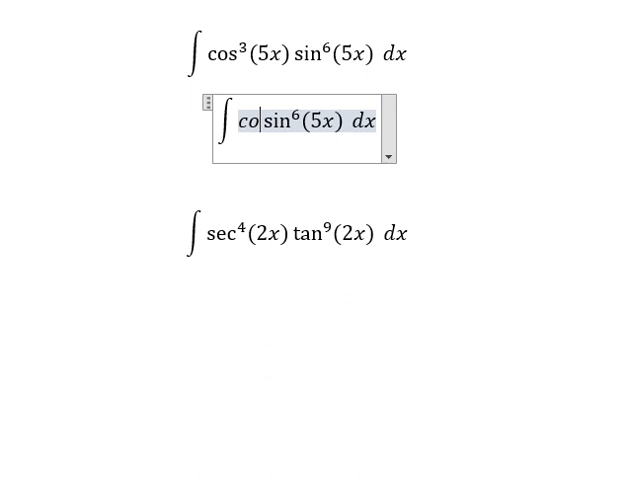 ∫ cos³(5x) sin⁶(5x) dx
∫ co sin⁶(5x) dx
∫ sec⁴(2x) tan⁹(2x) dx